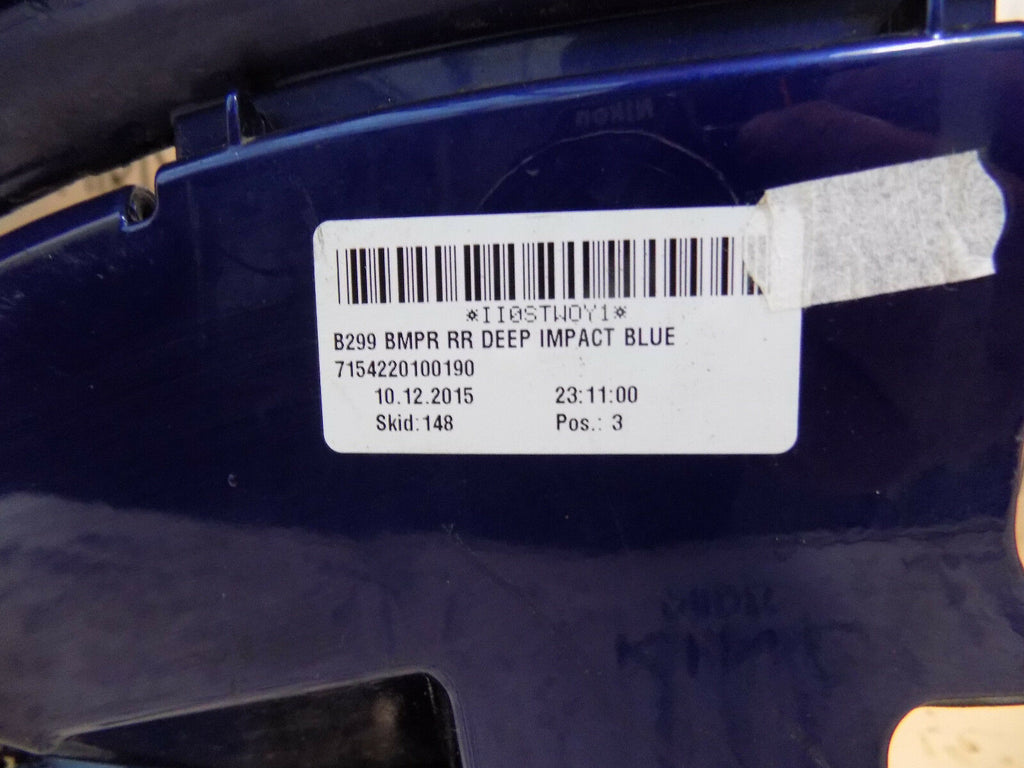 *II0STWOY1*
B299 BMPR RR DEEP IMPACT BLUE
7154220100190
10.12.2015 23:11:00
Skid:148 Pos.: 3